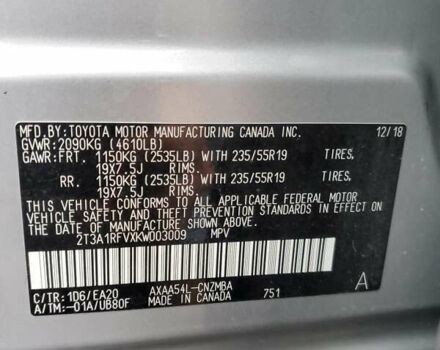 MFD. BY: TOYOTA MOTOR MANUFACTURING CANADA INC. 12/18
GVWR: 2090KG (4610LB)
GAWR: FRT. 1150KG (2535LB) WITH 235/55R19 TIRES,
19X7.5J RIMS.
RR. 1150KG (2535LB) WITH 235/55R19 TIRES,
19X7.5J RIMS.
THIS VEHICLE CONFORMS TO ALL APPLICABLE FEDERAL MOTOR
VEHICLE SAFETY AND THEFT PREVENTION STANDARDS IN EFFECT ON
THE DATE OF MANUFACTURE SHOWN ABOVE.
2T3A1RFVXKW003009 MPV
C/TR: 1D6/EA20 AXAA54L-CNZMBA A
A/TM: -01A/UB80F MADE IN CANADA 751